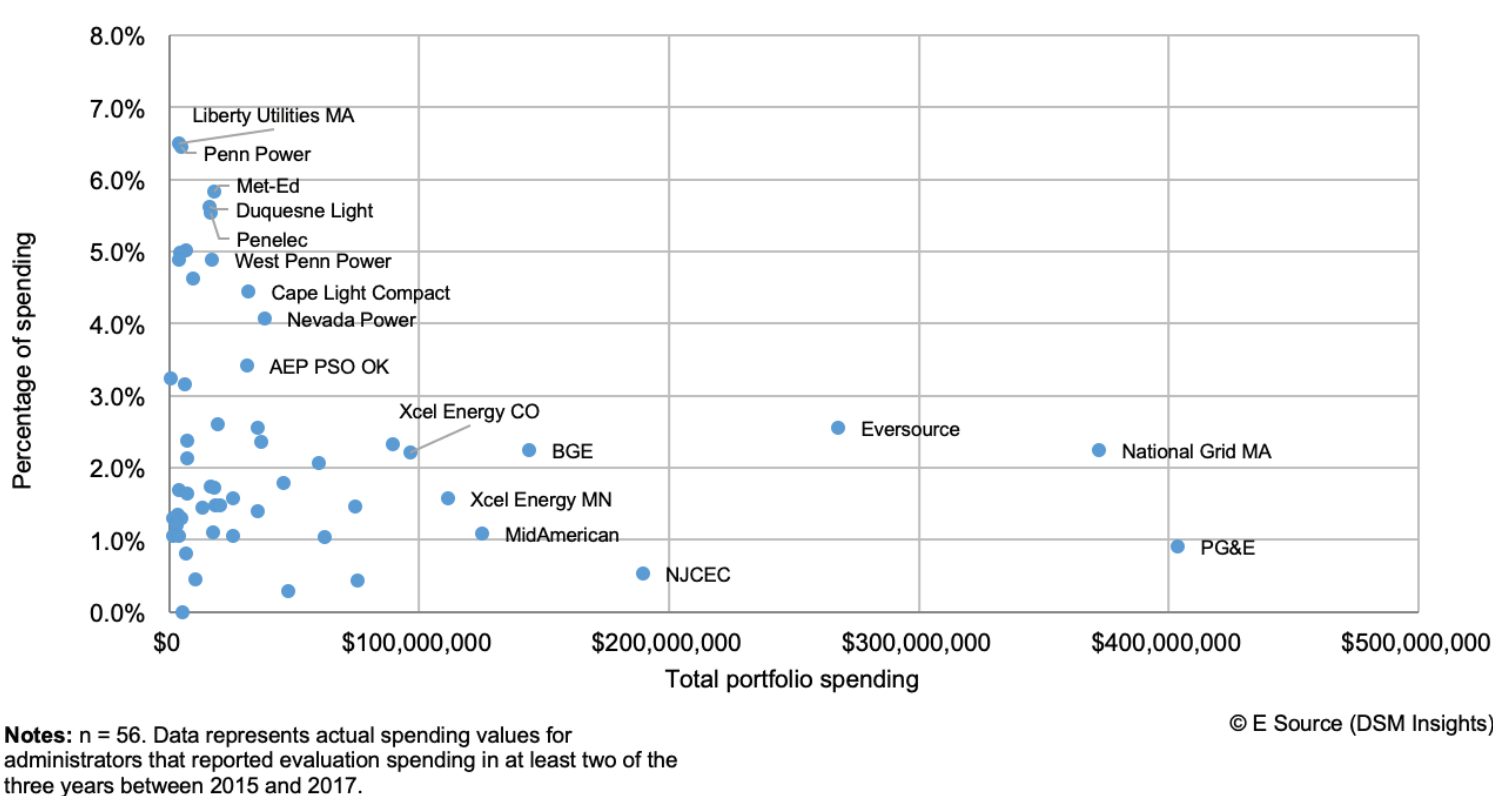 8.0%
7.0%
Liberty Utilities MA
Penn Power
6.0%
Met-Ed
Duquesne Light
Penelec
5.0%
West Penn Power
Cape Light Compact
4.0%
Nevada Power
AEP PSO OK
3.0%
Xcel Energy CO
Eversource
BGE
National Grid MA
2.0%
Xcel Energy MN
MidAmerican
1.0%
PG&E
NJCEC
0.0%
Percentage of spending
$0 $100,000,000 $200,000,000 $300,000,000 $400,000,000 $500,000,000
Total portfolio spending
© E Source (DSM Insights)
Notes: n = 56. Data represents actual spending values for
administrators that reported evaluation spending in at least two of the
three years between 2015 and 2017.